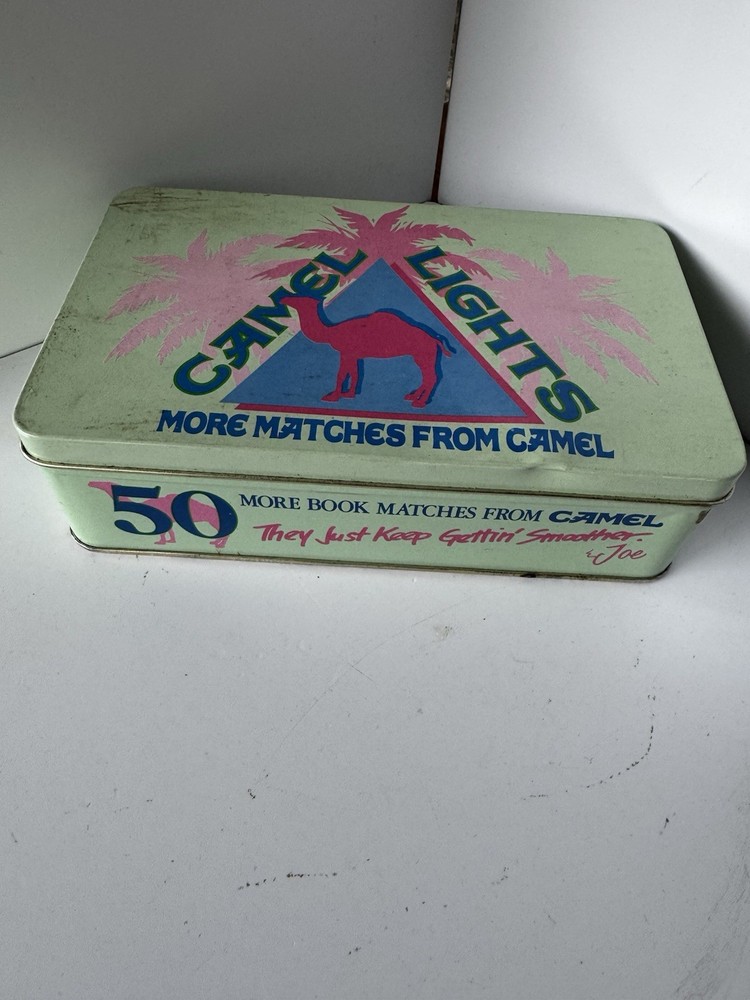 CAMEL LIGHTS
MORE MATCHES FROM CAMEL
50 MORE BOOK MATCHES FROM CAMEL
They Just Keep Gettin' Smoother.
Joe